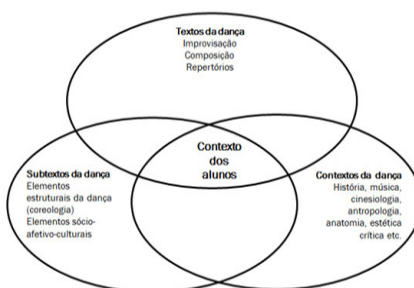 Textos da dança
Improvisação
Composição
Repertórios
Contexto
dos
alunos
Subtextos da dança
Elementos
estruturais da dança
(coreologia)
Elementos sócio-
afetivo-culturais
Contextos da dança
História, música,
cinesiologia,
antropologia,
anatomia, estética
crítica etc.